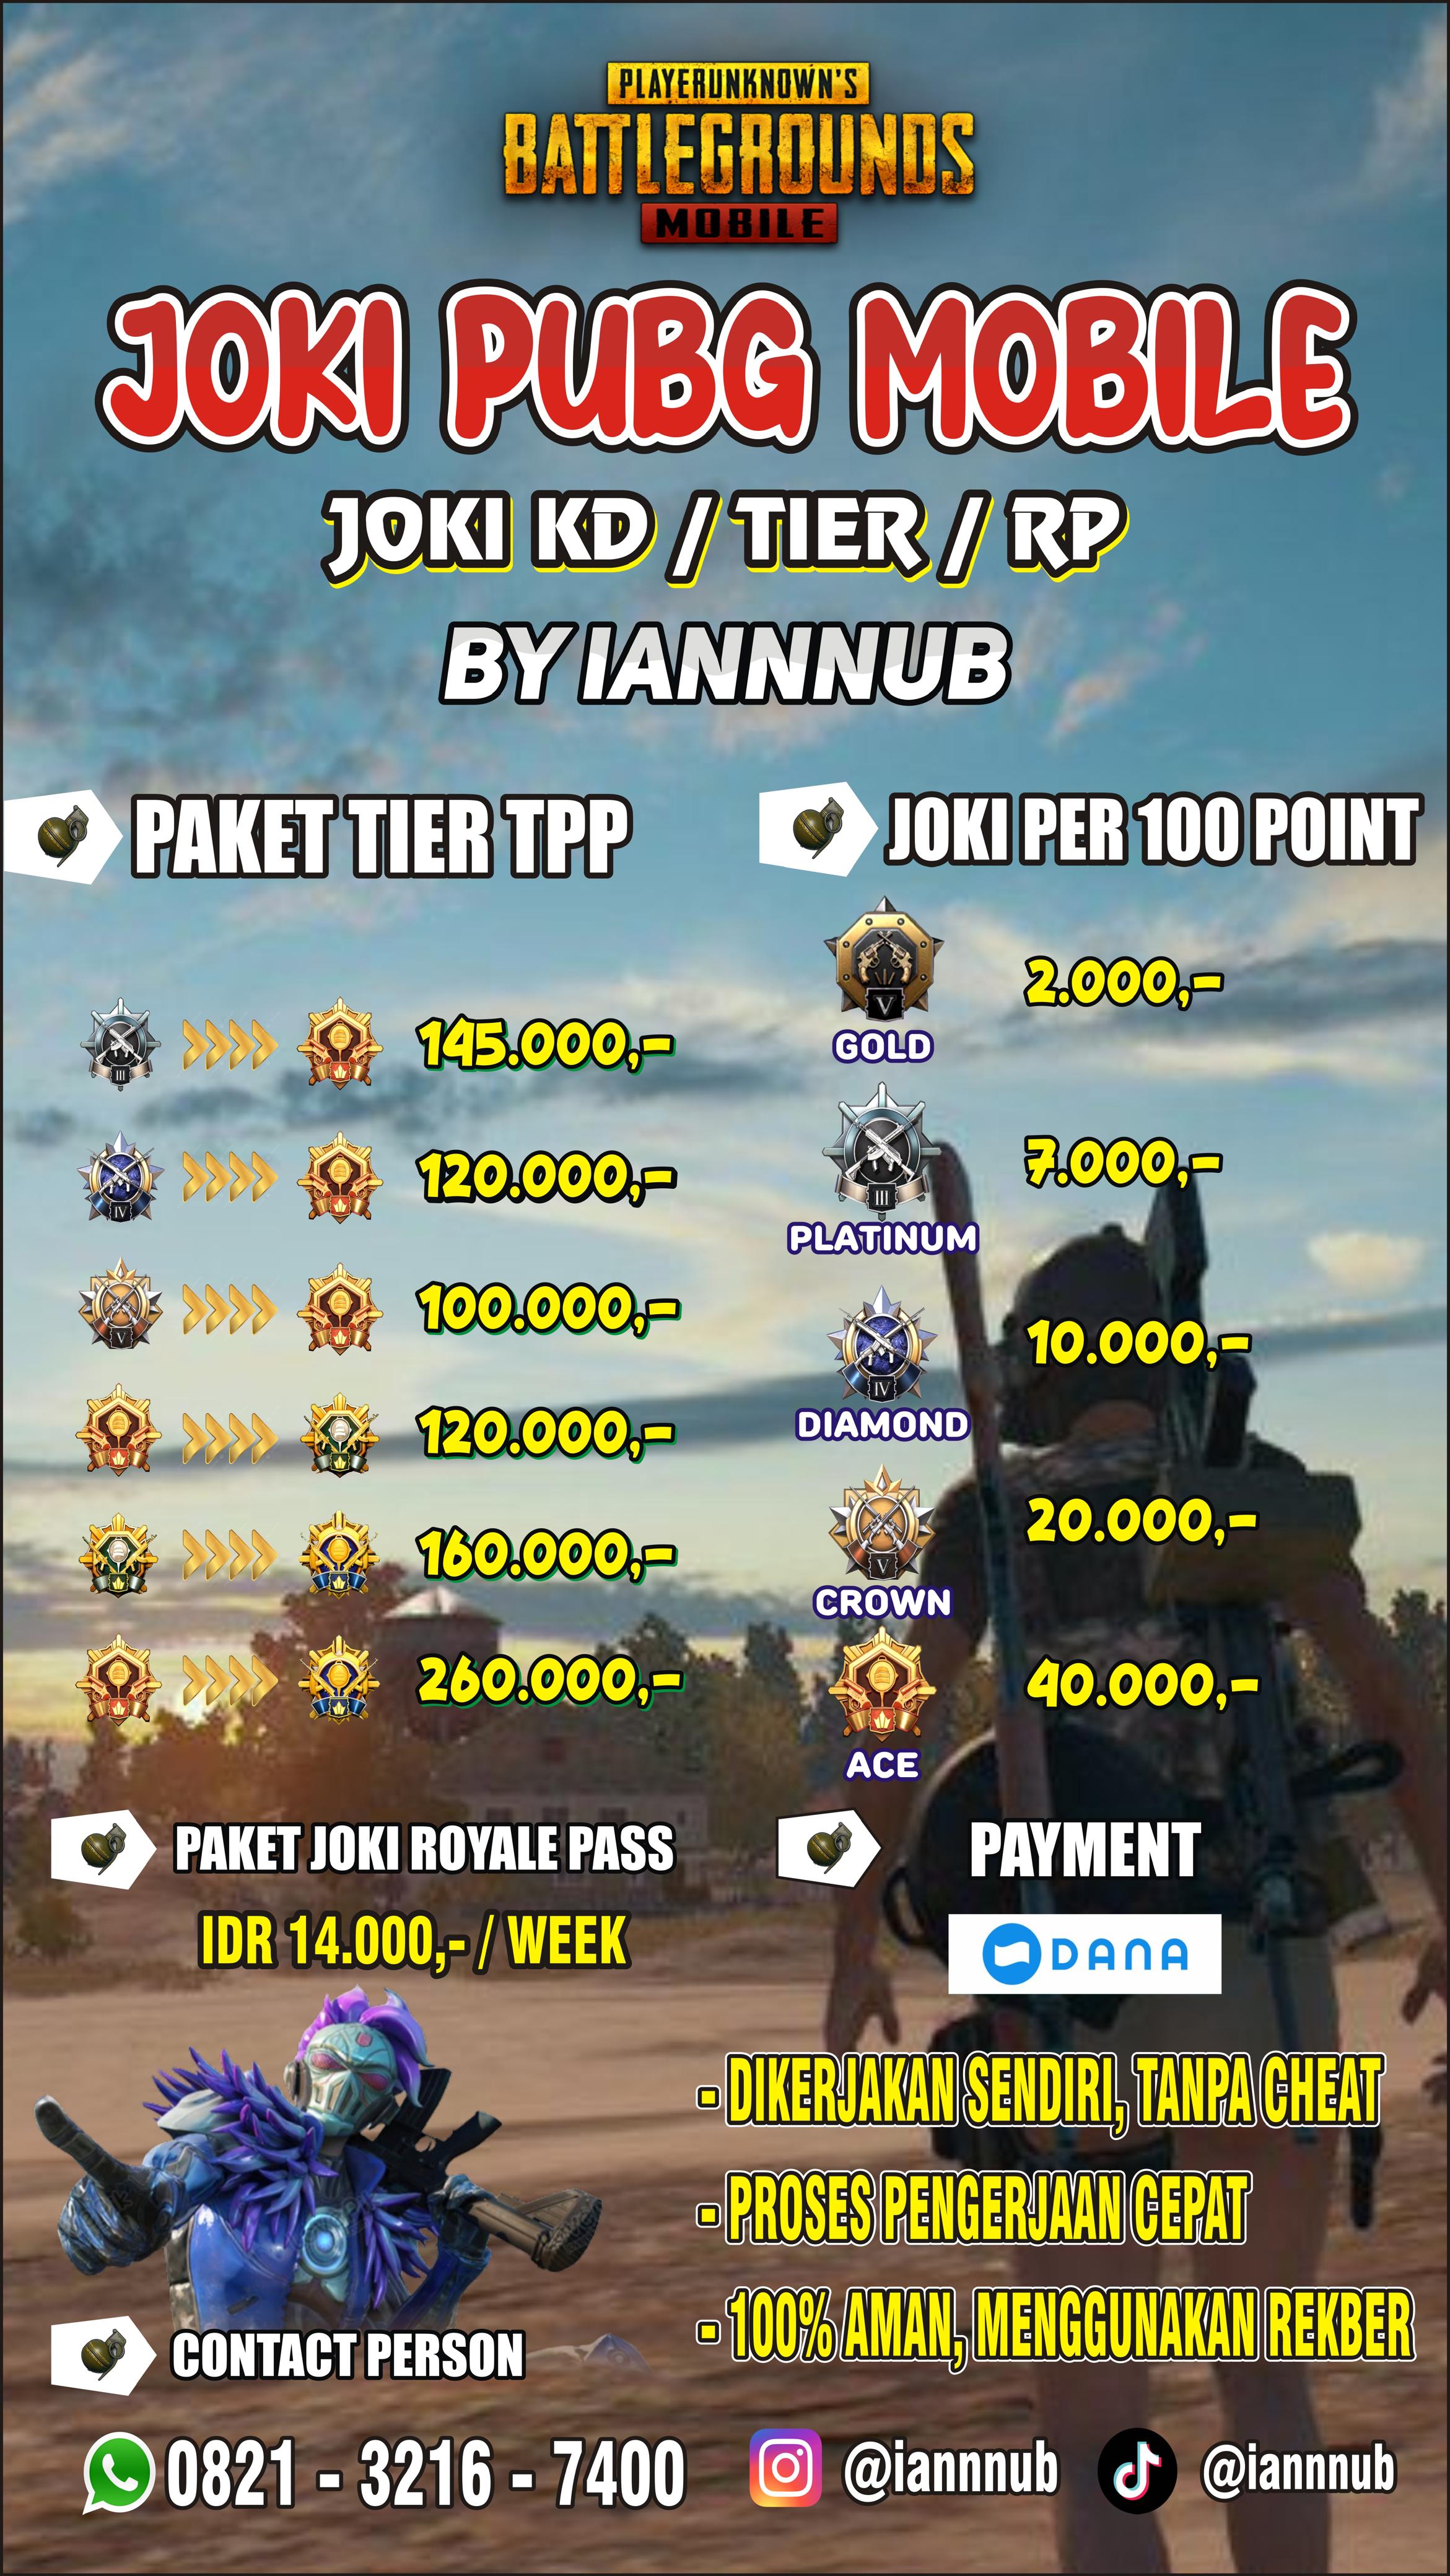 PLAYERUNKNOWN'S
BATTLEGROUNDS
MOBILE
JOKI PUBG MOBILE
JOKI KD / TIER / RP
BY IANNNUB
PAKET TIER TPP
III
145.000,-
IV
120.000,-
V
100.000,-
120.000,-
160.000,-
260.000,-
JOKI PER 100 POINT
V
GOLD
2.000,-
III
PLATINUM
7.000,-
IV
DIAMOND
10.000,-
V
CROWN
20.000,-
ACE
40.000,-
PAKET JOKI ROYALE PASS
IDR 14.000,- / WEEK
PAYMENT
DANA
- DIKERJAKAN SENDIRI, TANPA CHEAT
- PROSES PENGERJAAN CEPAT
- 100% AMAN, MENGGUNAKAN REKBER
CONTACT PERSON
0821 - 3216 - 7400
@iannnub
@iannnub